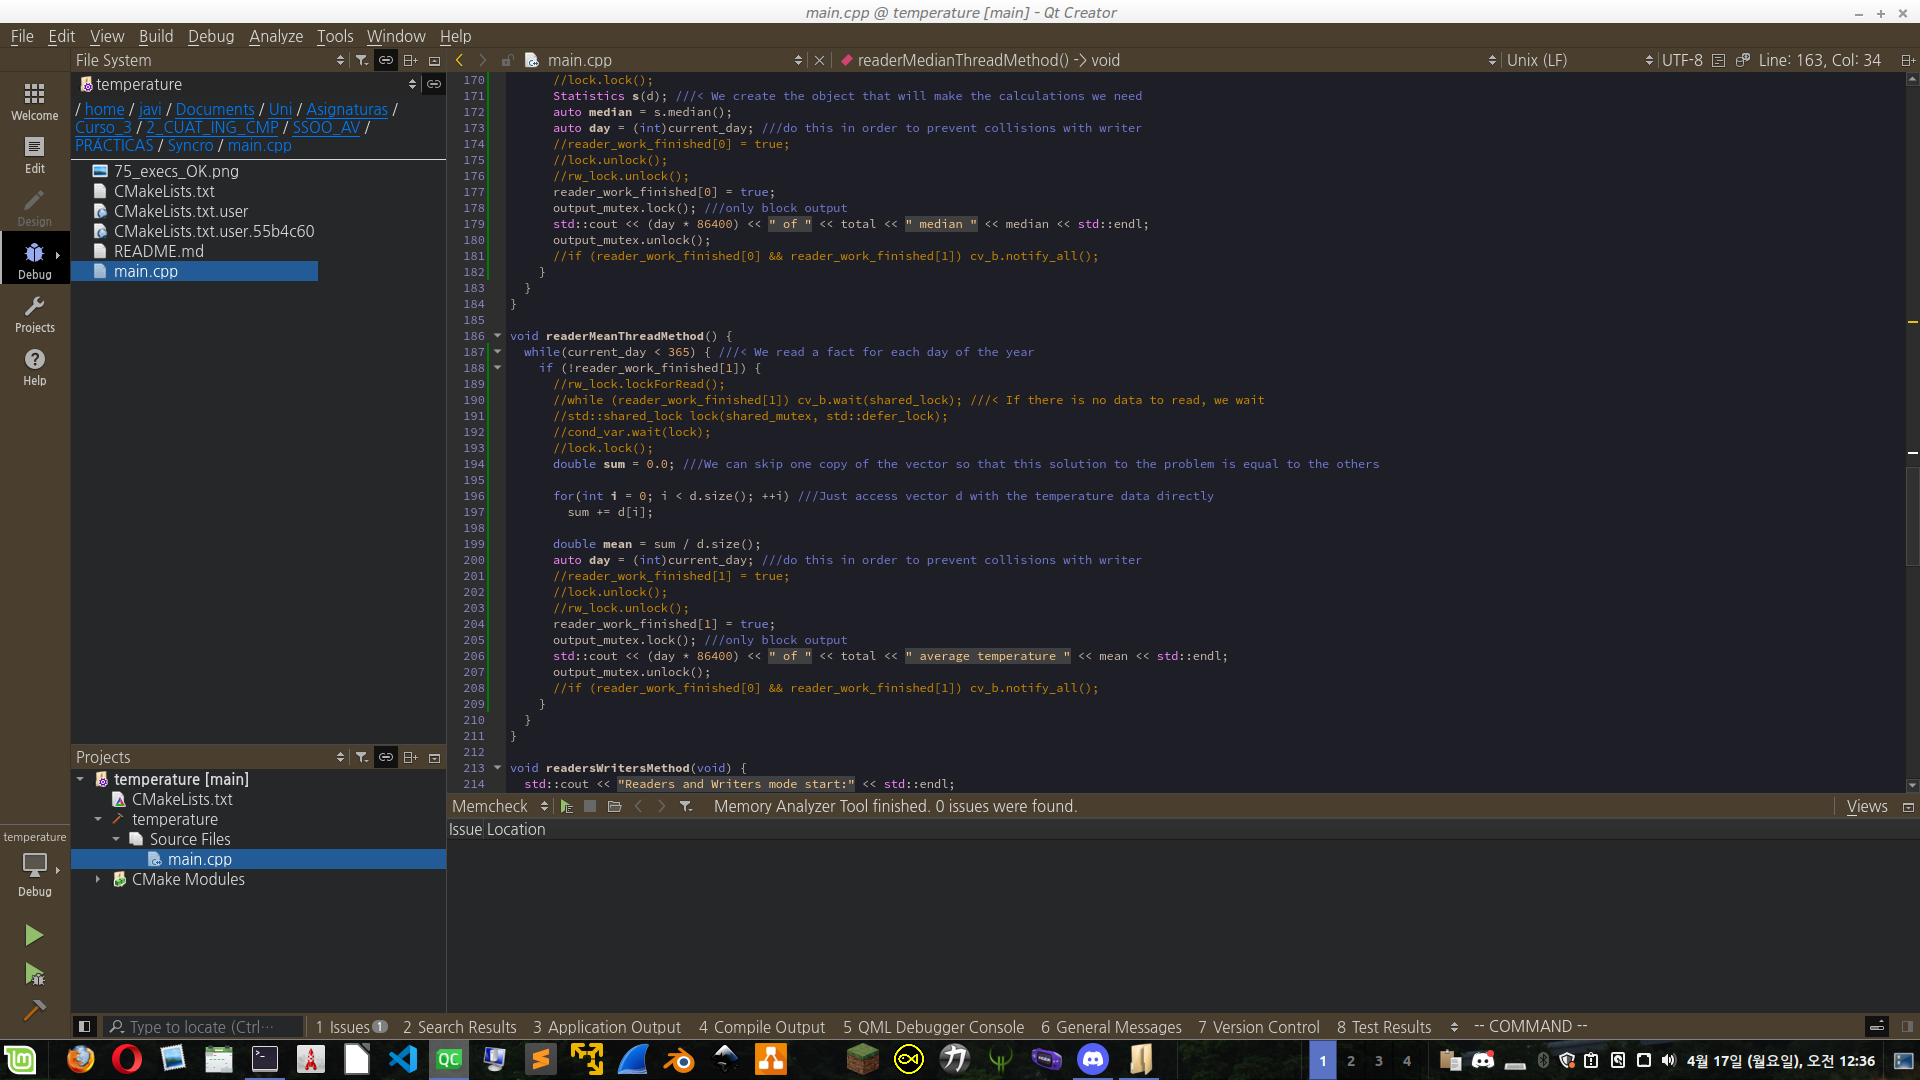 main.cpp @ temperature [main] - Qt Creator
File Edit View Build Debug Analyze Tools Window Help
File System
main.cpp
readerMedianThreadMethod() -> void
Unix (LF)
UTF-8
Line: 163, Col: 34
temperature
/ home / javi / Documents / Uni / Asignaturas /
Curso_3 / 2_CUAT_ING_CMP / SSOO_AV /
PRÁCTICAS / Syncro / main.cpp
75_execs_OK.png
CMakeLists.txt
CMakeLists.txt.user
CMakeLists.txt.user.55b4c60
README.md
main.cpp
Welcome
Edit
Design
Debug
Projects
Help
170 //lock.lock();
171 Statistics s(d); ///< We create the object that will make the calculations we need
172 auto median = s.median();
173 auto day = (int)current_day; ///do this in order to prevent collisions with writer
174 //reader_work_finished[0] = true;
175 //lock.unlock();
176 //rw_lock.unlock();
177 reader_work_finished[0] = true;
178 output_mutex.lock(); ///only block output
179 std::cout << (day * 86400) << " of " << total << " median " << median << std::endl;
180 output_mutex.unlock();
181 //if (reader_work_finished[0] && reader_work_finished[1]) cv_b.notify_all();
182 }
183 }
184 }
185
186 void readerMeanThreadMethod() {
187 while(current_day < 365) { ///< We read a fact for each day of the year
188 if (!reader_work_finished[1]) {
189 //rw_lock.lockForRead();
190 //while (reader_work_finished[1]) cv_b.wait(shared_lock); ///< If there is no data to read, we wait
191 //std::shared_lock lock(shared_mutex, std::defer_lock);
192 //cond_var.wait(lock);
193 //lock.lock();
194 double sum = 0.0; ///We can skip one copy of the vector so that this solution to the problem is equal to the others
195
196 for(int i = 0; i < d.size(); ++i) ///Just access vector d with the temperature data directly
197 sum += d[i];
198
199 double mean = sum / d.size();
200 auto day = (int)current_day; ///do this in order to prevent collisions with writer
201 //reader_work_finished[1] = true;
202 //lock.unlock();
203 //rw_lock.unlock();
204 reader_work_finished[1] = true;
205 output_mutex.lock(); ///only block output
206 std::cout << (day * 86400) << " of " << total << " average temperature " << mean << std::endl;
207 output_mutex.unlock();
208 //if (reader_work_finished[0] && reader_work_finished[1]) cv_b.notify_all();
209 }
210 }
211 }
212
213 void readersWritersMethod(void) {
214 std::cout << "Readers and Writers mode start:" << std::endl;
Projects
temperature [main]
CMakeLists.txt
temperature
Source Files
main.cpp
CMake Modules
Memcheck
Memory Analyzer Tool finished. 0 issues were found.
Views
Issue Location
temperature
Debug
Type to locate (Ctrl…
1 Issues 1
2 Search Results
3 Application Output
4 Compile Output
5 QML Debugger Console
6 General Messages
7 Version Control
8 Test Results
-- COMMAND --
QC
1 2 3 4
4월 17일 (월요일), 오전 12:36